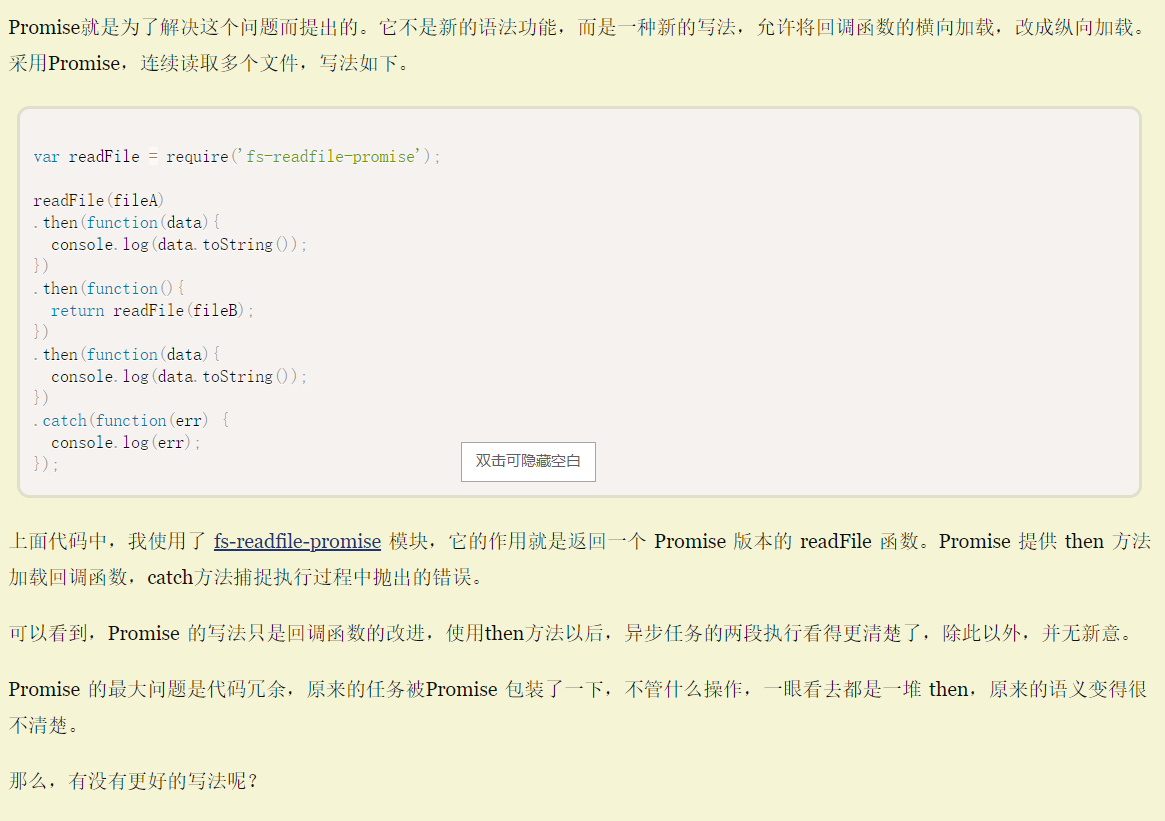 Promise就是为了解决这个问题而提出的。它不是新的语法功能，而是一种新的写法，允许将回调函数的横向加载，改成纵向加载。
采用Promise，连续读取多个文件，写法如下。
var readFile = require('fs-readfile-promise');
readFile(fileA)
.then(function(data){
  console.log(data.toString());
})
.then(function(){
  return readFile(fileB);
})
.then(function(data){
  console.log(data.toString());
})
.catch(function(err) {
  console.log(err);
});
双击可隐藏空白
上面代码中，我使用了 fs-readfile-promise 模块，它的作用就是返回一个 Promise 版本的 readFile 函数。Promise 提供 then 方法
加载回调函数，catch方法捕捉执行过程中抛出的错误。
可以看到，Promise 的写法只是回调函数的改进，使用then方法以后，异步任务的两段执行看得更清楚了，除此以外，并无新意。
Promise 的最大问题是代码冗余，原来的任务被Promise 包装了一下，不管什么操作，一眼看去都是一堆 then，原来的语义变得很
不清楚。
那么，有没有更好的写法呢？